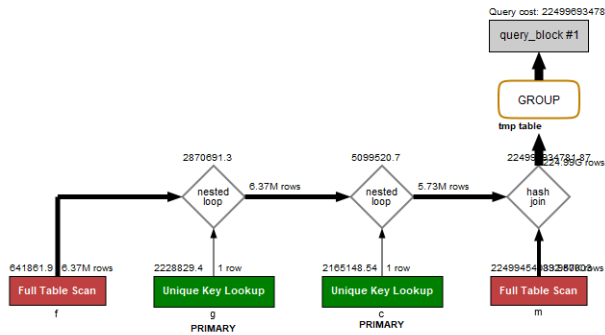 Query cost: 22499693478
query_block #1
GROUP
tmp table
2870691.3
5099520.7
nested
loop
6.37M rows
nested
loop
5.73M rows
hash
join
641861.9
6.37M rows
2228829.4
1 row
2165148.54
1 row
Full Table Scan
Unique Key Lookup
Unique Key Lookup
Full Table Scan
f
g
c
m
PRIMARY
PRIMARY